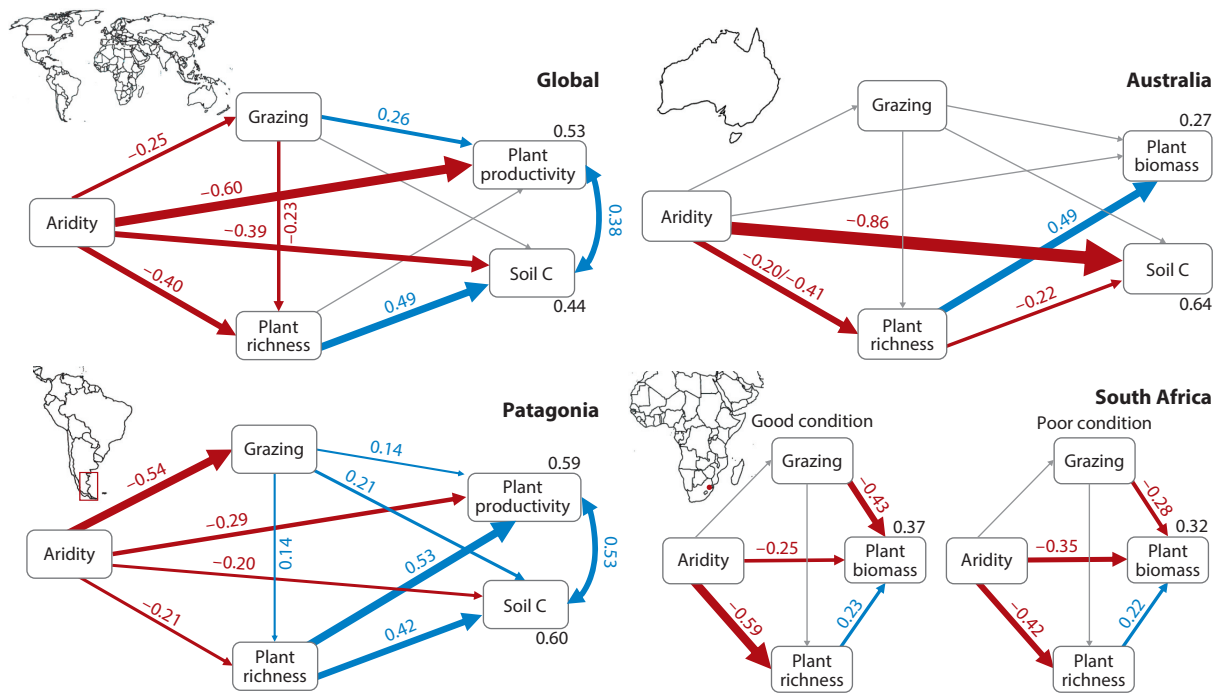 Global
Grazing
0.26
0.53
−0.25
Plant
productivity
−0.60
Aridity
−0.23
0.38
−0.39
Soil C
−0.40
0.49
0.44
Plant
richness
Australia
Grazing
0.27
Plant
biomass
Aridity
−0.86
0.49
Soil C
−0.20/−0.41
−0.22
0.64
Plant
richness
Patagonia
Grazing
0.14
0.59
−0.54
0.21
Plant
productivity
−0.29
Aridity
0.14
0.53
0.53
−0.20
Soil C
−0.21
0.42
0.60
Plant
richness
South Africa
Good condition
Grazing
−0.43
0.37
Aridity
−0.25
Plant
biomass
−0.59
0.23
Plant
richness
Poor condition
Grazing
−0.28
0.32
Aridity
−0.35
Plant
biomass
−0.42
0.22
Plant
richness